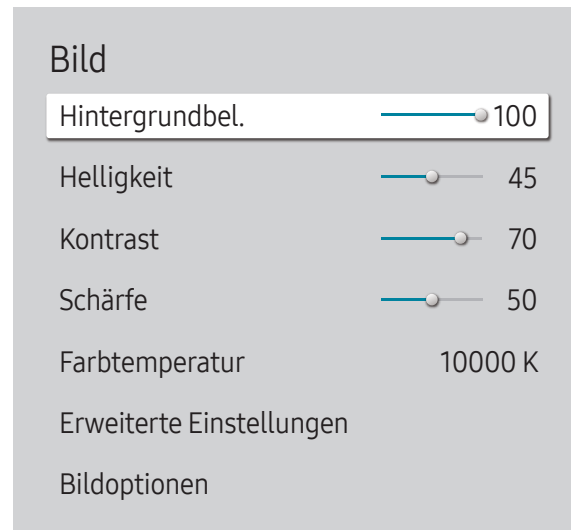 Bild
Hintergrundbel. 100
Helligkeit 45
Kontrast 70
Schärfe 50
Farbtemperatur 10000 K
Erweiterte Einstellungen
Bildoptionen